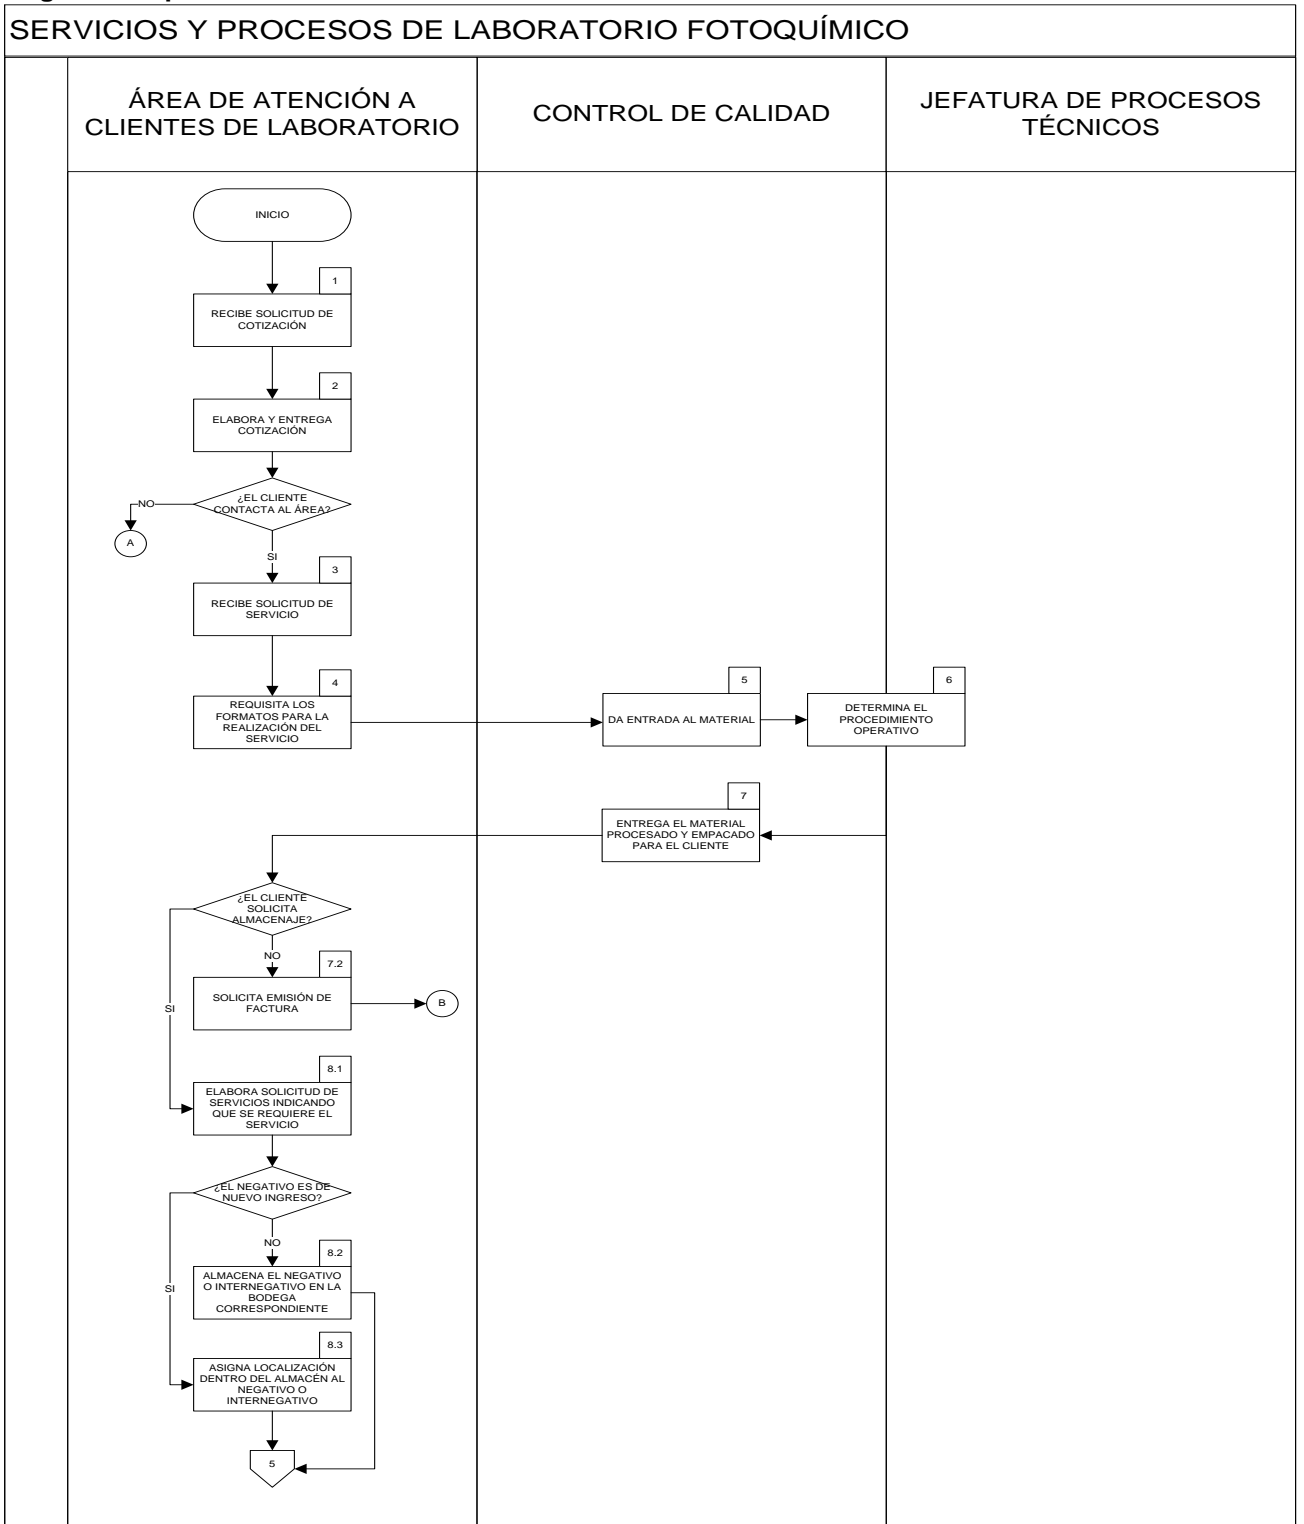 SERVICIOS Y PROCESOS DE LABORATORIO FOTOQUÍMICO
ÁREA DE ATENCIÓN A
CLIENTES DE LABORATORIO
CONTROL DE CALIDAD
JEFATURA DE PROCESOS
TÉCNICOS
INICIO
1
RECIBE SOLICITUD DE
COTIZACIÓN
2
ELABORA Y ENTREGA
COTIZACIÓN
¿EL CLIENTE
CONTACTA AL ÁREA?
NO
A
SI
3
RECIBE SOLICITUD DE
SERVICIO
4
REQUISITA LOS
FORMATOS PARA LA
REALIZACIÓN DEL
SERVICIO
5
DA ENTRADA AL MATERIAL
6
DETERMINA EL
PROCEDIMIENTO
OPERATIVO
7
ENTREGA EL MATERIAL
PROCESADO Y EMPACADO
PARA EL CLIENTE
¿EL CLIENTE
SOLICITA
ALMACENAJE?
NO
7.2
SOLICITA EMISIÓN DE
FACTURA
B
SI
8.1
ELABORA SOLICITUD DE
SERVICIOS INDICANDO
QUE SE REQUIERE EL
SERVICIO
¿EL NEGATIVO ES DE
NUEVO INGRESO?
NO
8.2
ALMACENA EL NEGATIVO
O INTERNEGATIVO EN LA
BODEGA
CORRESPONDIENTE
SI
8.3
ASIGNA LOCALIZACIÓN
DENTRO DEL ALMACÉN AL
NEGATIVO O
INTERNEGATIVO
5